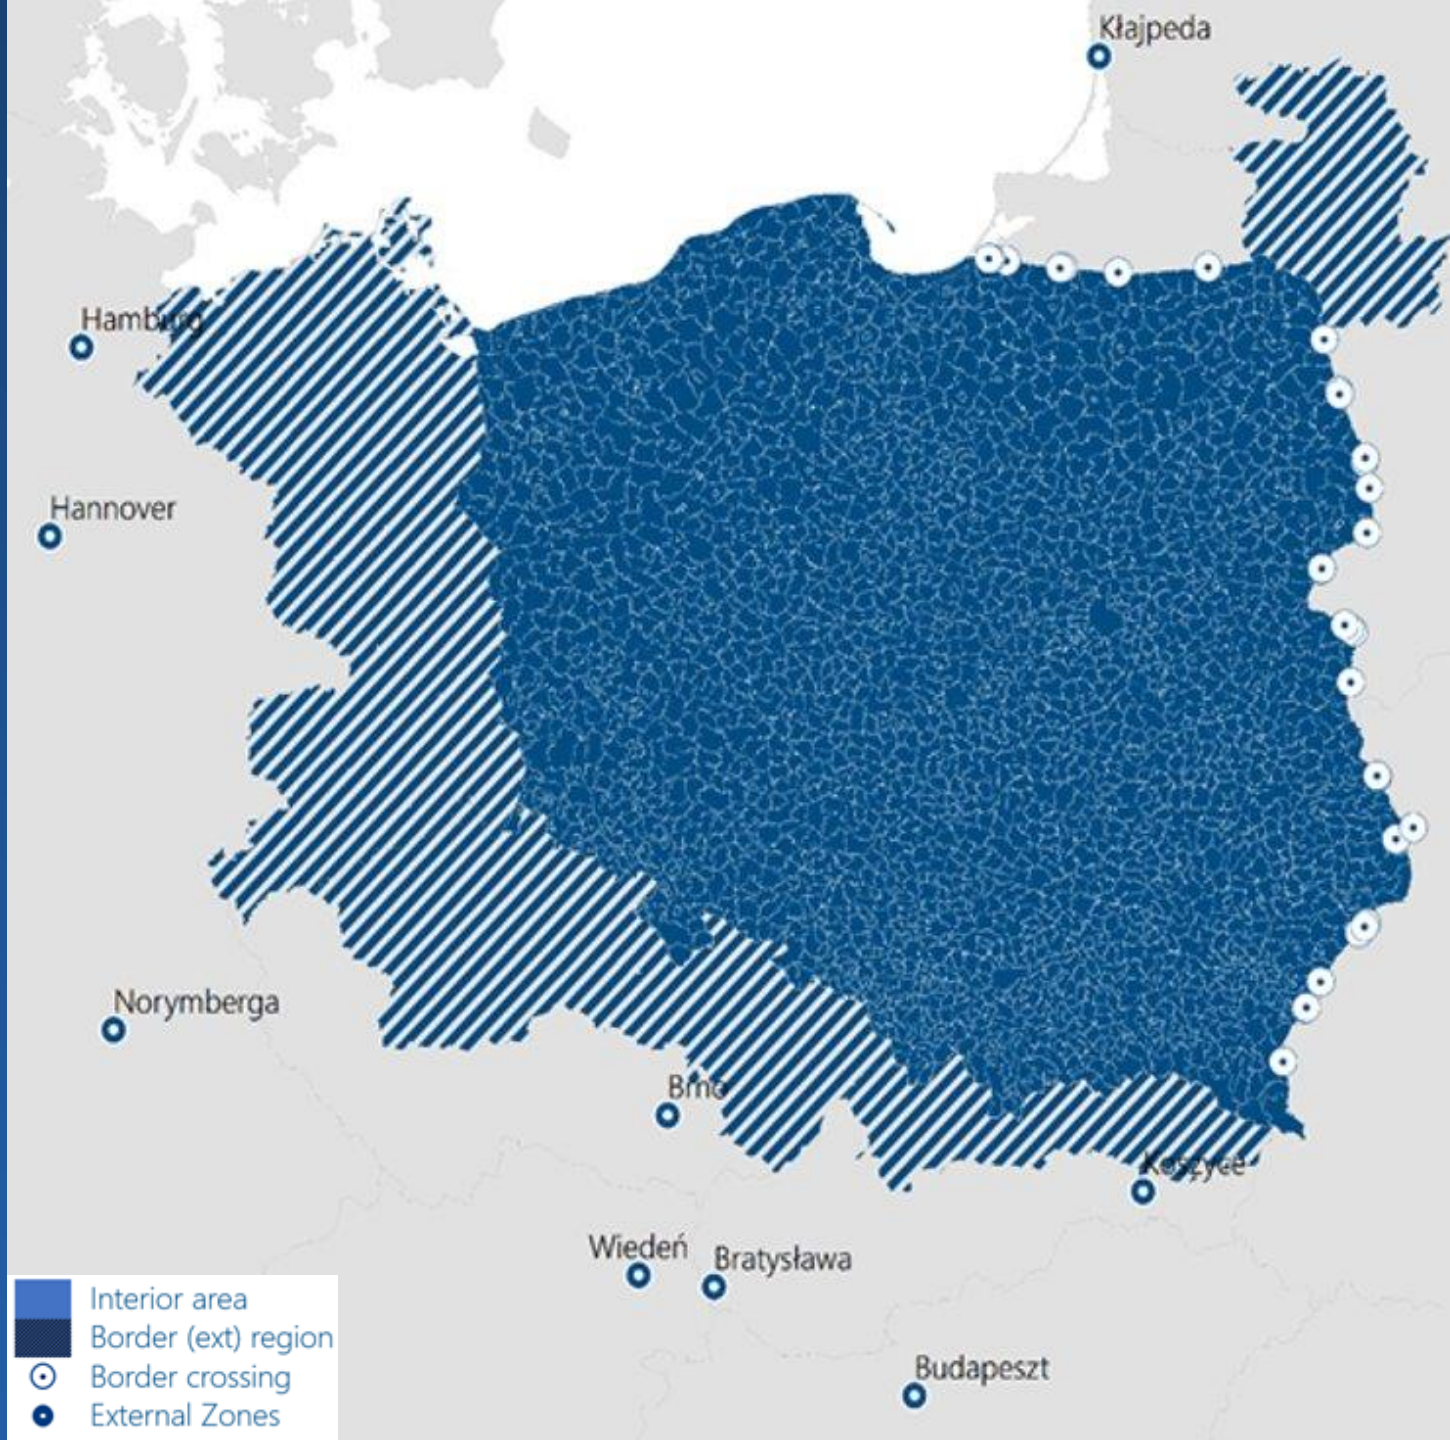 Kłajpeda
Hamburg
Hannover
Norymberga
Brno
Koszyce
Wiedeń
Bratysława
Budapeszt
Interior area
Border (ext) region
Border crossing
External Zones